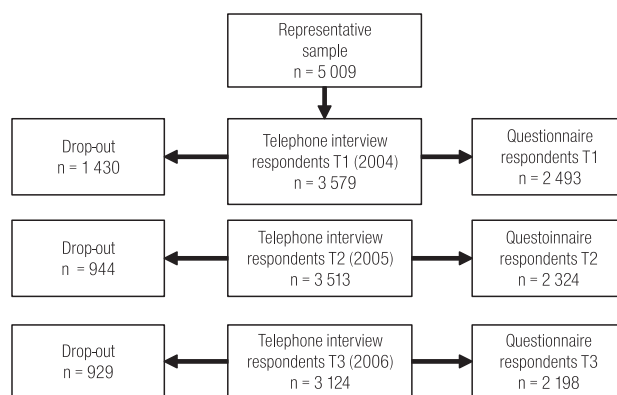 Representative
sample
n = 5 009
Drop-out
n = 1 430
Telephone interview
respondents T1 (2004)
n = 3 579
Questionnaire
respondents T1
n = 2 493
Drop-out
n = 944
Telephone interview
respondents T2 (2005)
n = 3 513
Questoinnaire
respondents T2
n = 2 324
Drop-out
n = 929
Telephone interview
respondents T3 (2006)
n = 3 124
Questionnaire
respondents T3
n = 2 198